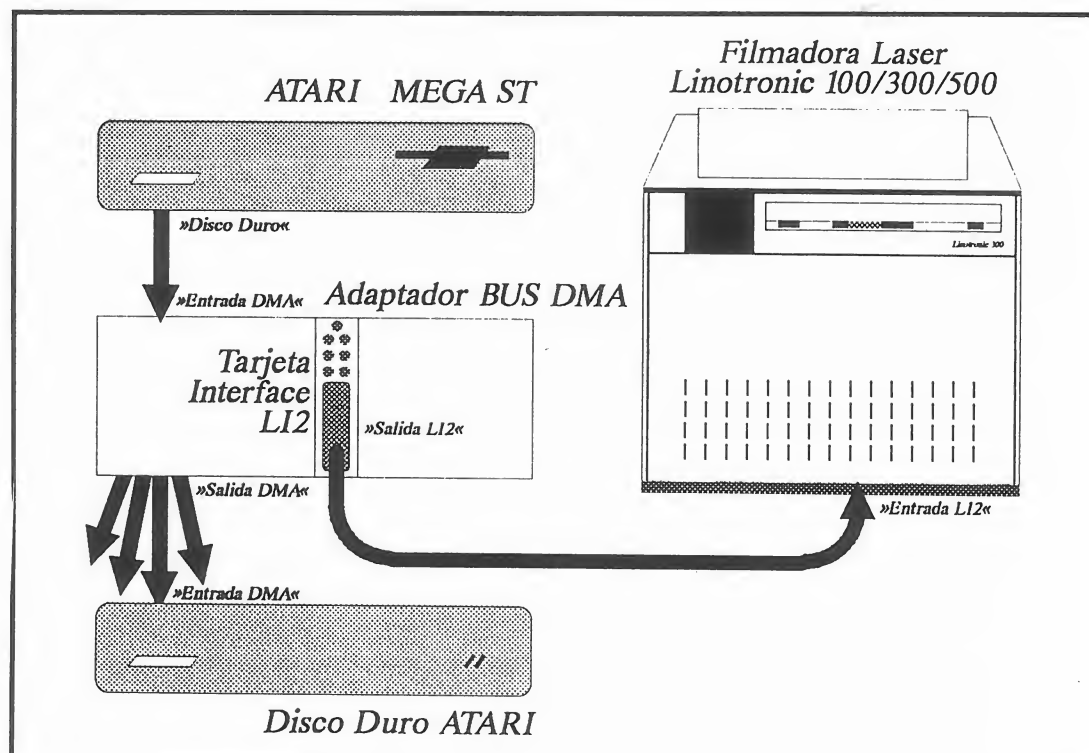 Filmadora Laser
Linotronic 100/300/500
ATARI MEGA ST
»Disco Duro«
Linotronic 100
»Entrada DMA«
Adaptador BUS DMA
Tarjeta
Interface
LI2
»Salida LI2«
»Salida DMA«
»Entrada LI2«
»Entrada DMA«
Disco Duro ATARI